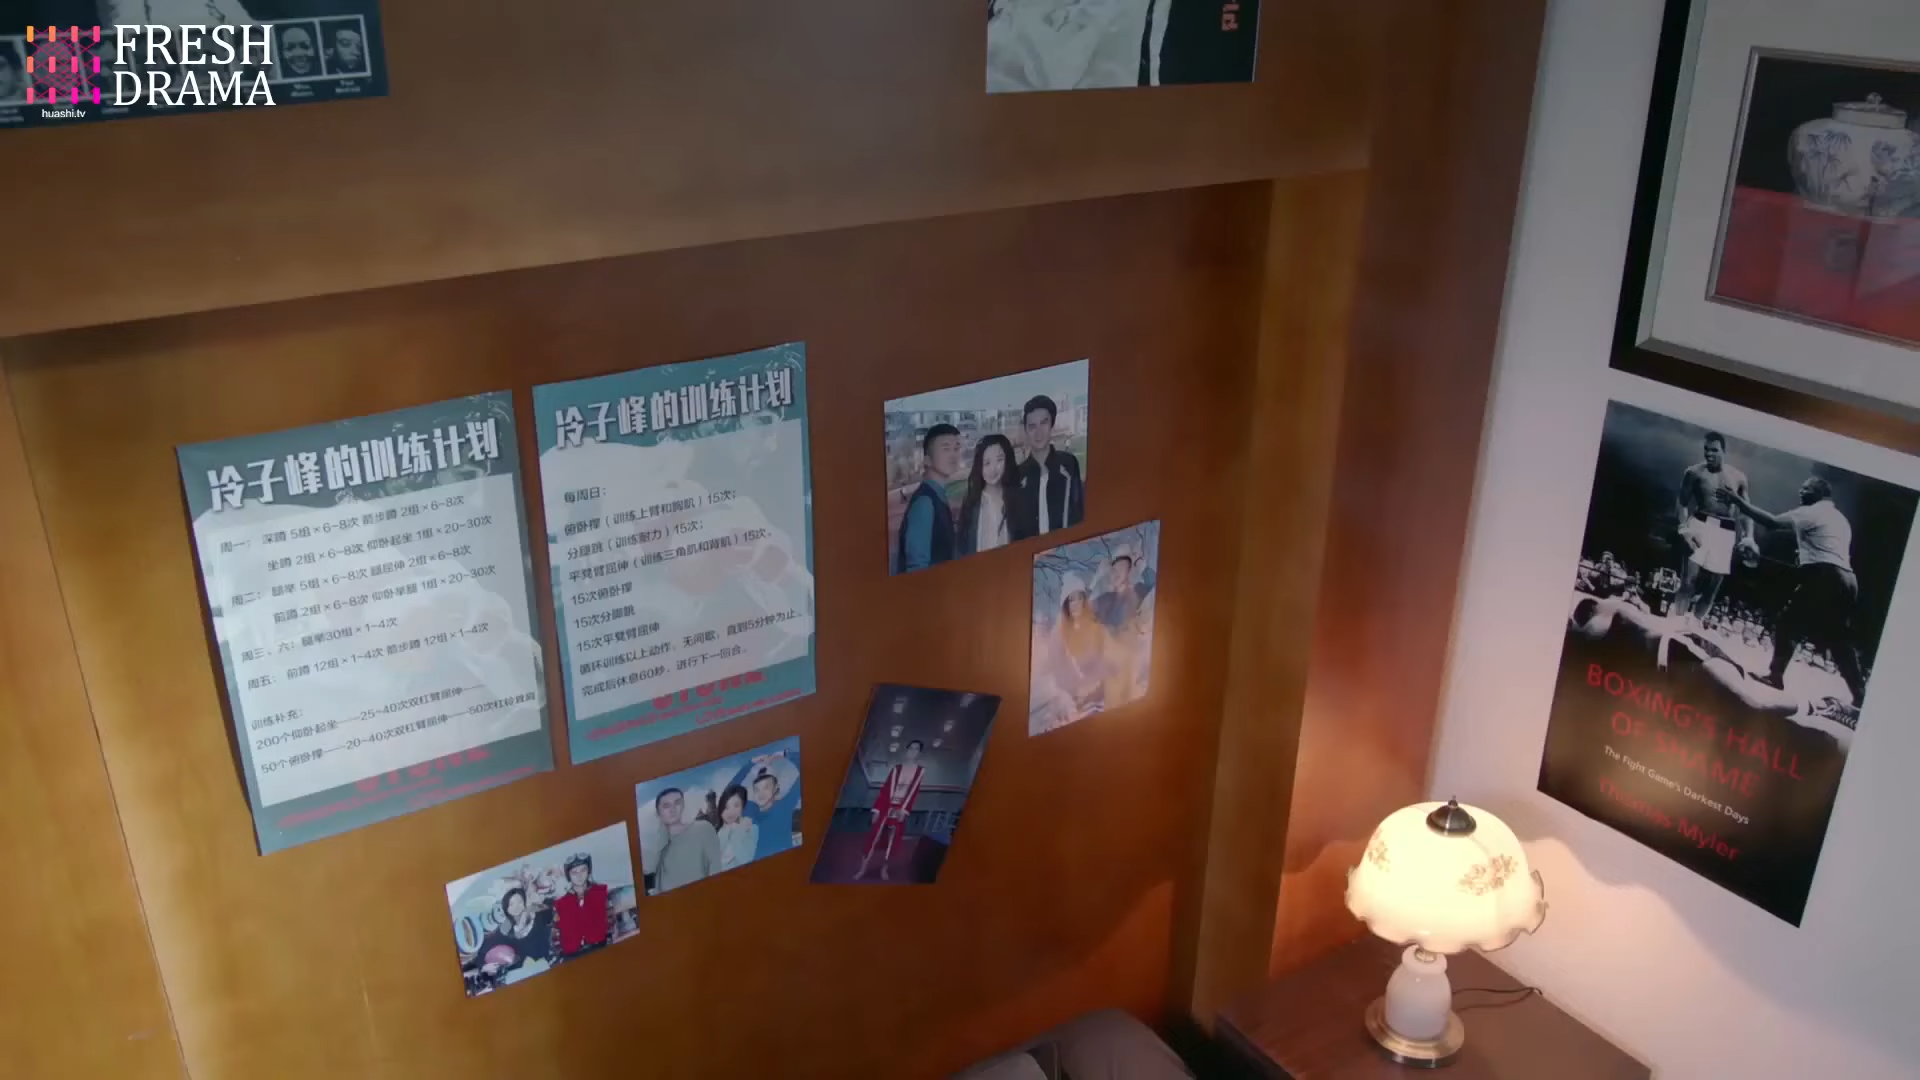 FRESH
DRAMA
huashi.tv
冷子峰的训练计划
周一： 深蹲 5组×6~8次 箭步蹲 2组×6~8次
坐蹲 2组×6~8次 仰卧起坐 1组×20~30次
周二： 腿举 5组×6~8次 腿屈伸 2组×6~8次
前蹲 2组×6~8次 仰卧举腿 1组×20~30次
周三、六： 腿举30组×1~4次
周五： 前蹲 12组×1~4次 箭步蹲 12组×1~4次
训练补充：
200个仰卧起坐——25~40次双杠臂屈伸——
50个俯卧撑——20~40次双杠臂屈伸——50次杠铃耸肩
冷子峰的训练计划
每周日：
俯卧撑（训练上臂和胸肌）15次；
分腿跳（训练耐力）15次；
平凳臂屈伸（训练三角肌和背肌）15次，
15次俯卧撑
15次分腿跳
15次平凳臂屈伸
循环训练以上动作，无间歇，直到5分钟为止。
完成后休息60秒，进行下一回合。
BOXING'S HALL
OF SHAME
The Fight Game's Darkest Days
Thomas Myler